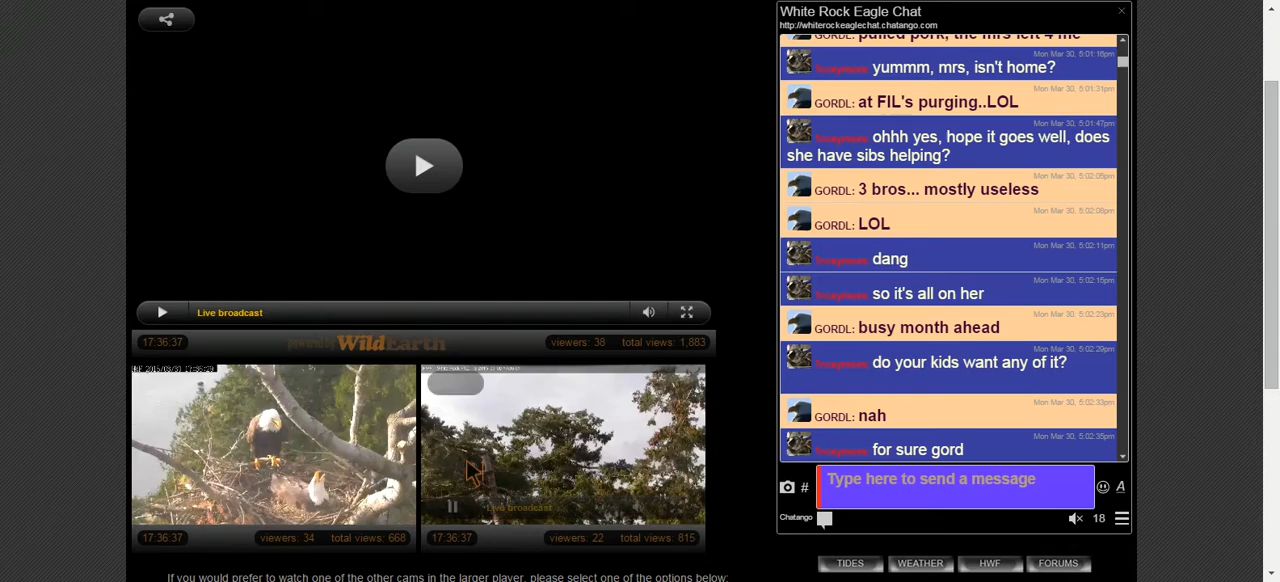 White Rock Eagle Chat
http://whiterockeaglechat.chatango.com
GORDL: pulled pork, the mrs left 4 me
Mon Mar 30, 5:01:16pm
yummm, mrs, isn't home?
Mon Mar 30, 5:01:31pm
GORDL: at FIL's purging..LOL
Mon Mar 30, 5:01:47pm
ohhh yes, hope it goes well, does
she have sibs helping?
Mon Mar 30, 5:02:05pm
GORDL: 3 bros... mostly useless
Mon Mar 30, 5:02:08pm
GORDL: LOL
Mon Mar 30, 5:02:11pm
dang
Mon Mar 30, 5:02:15pm
so it's all on her
Mon Mar 30, 5:02:23pm
GORDL: busy month ahead
Mon Mar 30, 5:02:29pm
do your kids want any of it?
Mon Mar 30, 5:02:33pm
GORDL: nah
Mon Mar 30, 5:02:35pm
for sure gord
Type here to send a message
# A
Chatango 18
TIDES WEATHER HWF FORUMS
Live broadcast
17:36:37 powered by WildEarth viewers: 38 total views: 1,883
Live broadcast
17:36:37 viewers: 34 total views: 668
17:36:37 viewers: 22 total views: 815
If you would prefer to watch one of the other cams in the larger player, please select one of the options below: